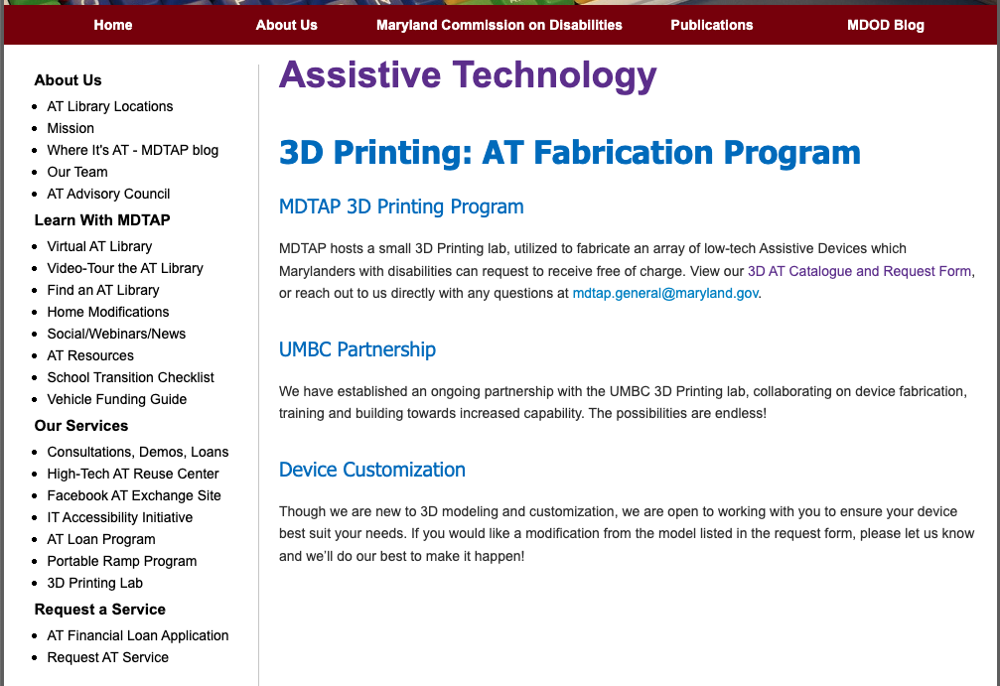 Home About Us Maryland Commission on Disabilities Publications MDOD Blog
About Us
AT Library Locations
Mission
Where It's AT - MDTAP blog
Our Team
AT Advisory Council
Learn With MDTAP
Virtual AT Library
Video-Tour the AT Library
Find an AT Library
Home Modifications
Social/Webinars/News
AT Resources
School Transition Checklist
Vehicle Funding Guide
Our Services
Consultations, Demos, Loans
High-Tech AT Reuse Center
Facebook AT Exchange Site
IT Accessibility Initiative
AT Loan Program
Portable Ramp Program
3D Printing Lab
Request a Service
AT Financial Loan Application
Request AT Service
Assistive Technology
3D Printing: AT Fabrication Program
MDTAP 3D Printing Program
MDTAP hosts a small 3D Printing lab, utilized to fabricate an array of low-tech Assistive Devices which
Marylanders with disabilities can request to receive free of charge. View our 3D AT Catalogue and Request Form,
or reach out to us directly with any questions at mdtap.general@maryland.gov.
UMBC Partnership
We have established an ongoing partnership with the UMBC 3D Printing lab, collaborating on device fabrication,
training and building towards increased capability. The possibilities are endless!
Device Customization
Though we are new to 3D modeling and customization, we are open to working with you to ensure your device
best suit your needs. If you would like a modification from the model listed in the request form, please let us know
and we'll do our best to make it happen!